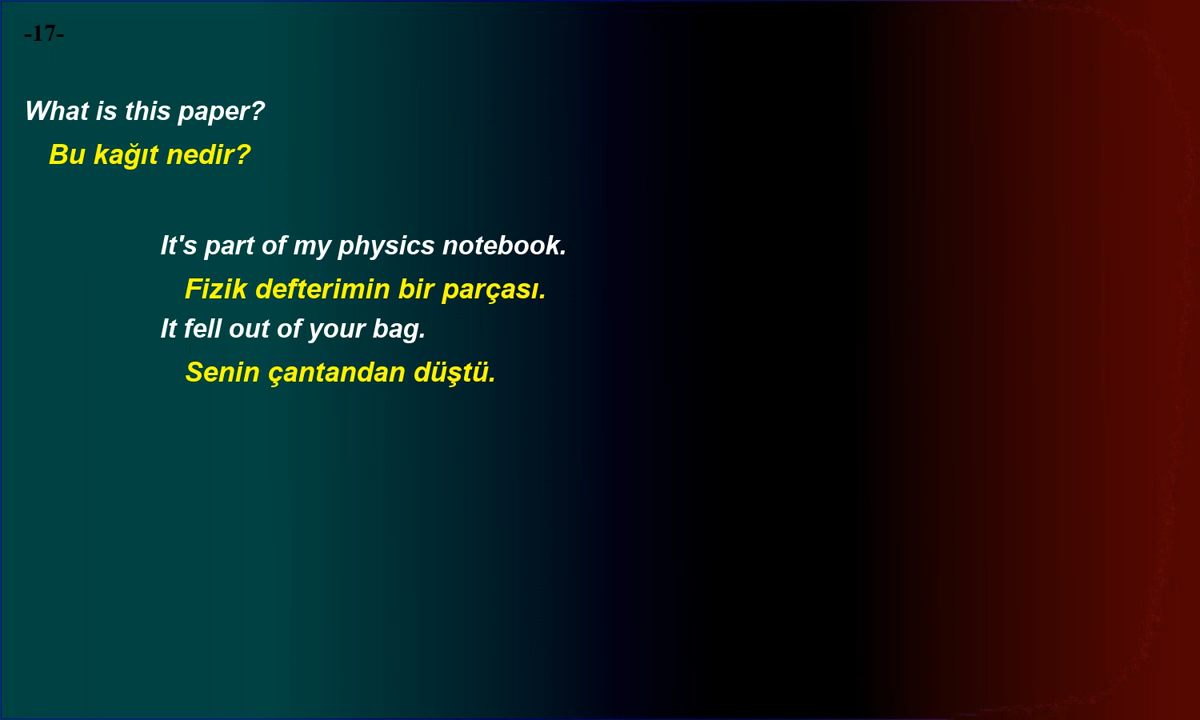 -17-
What is this paper?
Bu kağıt nedir?
It's part of my physics notebook.
Fizik defterimin bir parçası.
It fell out of your bag.
Senin çantandan düştü.